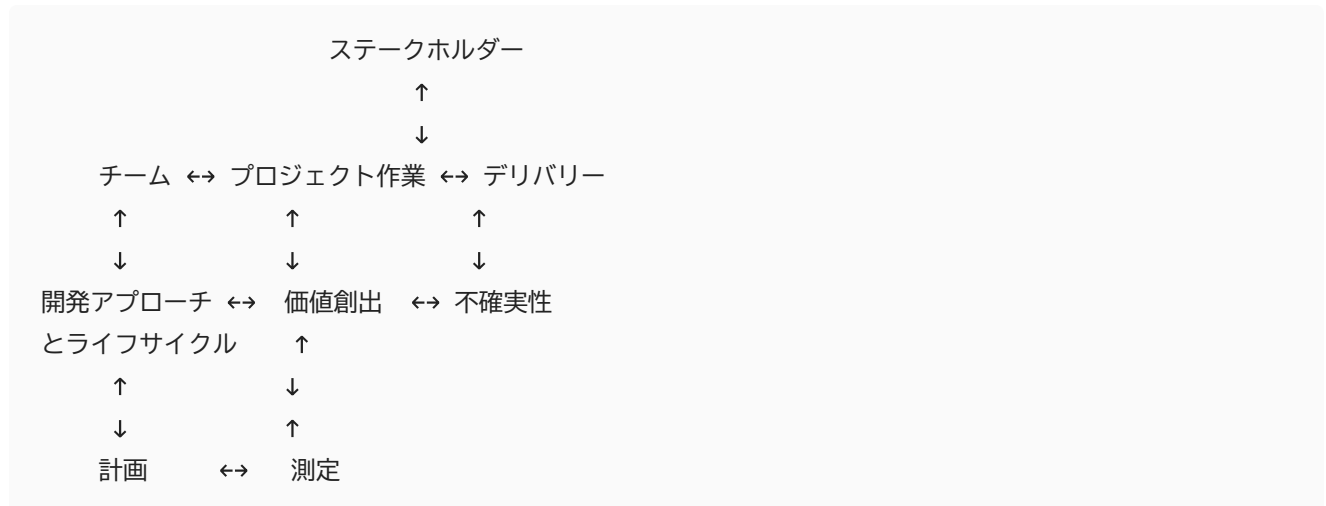 ステークホルダー
↑
↓
チーム ↔ プロジェクト作業 ↔ デリバリー
↑ ↑ ↑
↓ ↓ ↓
開発アプローチ ↔ 価値創出 ↔ 不確実性
とライフサイクル ↑
↑ ↓
↓ ↑
計画 ↔ 測定